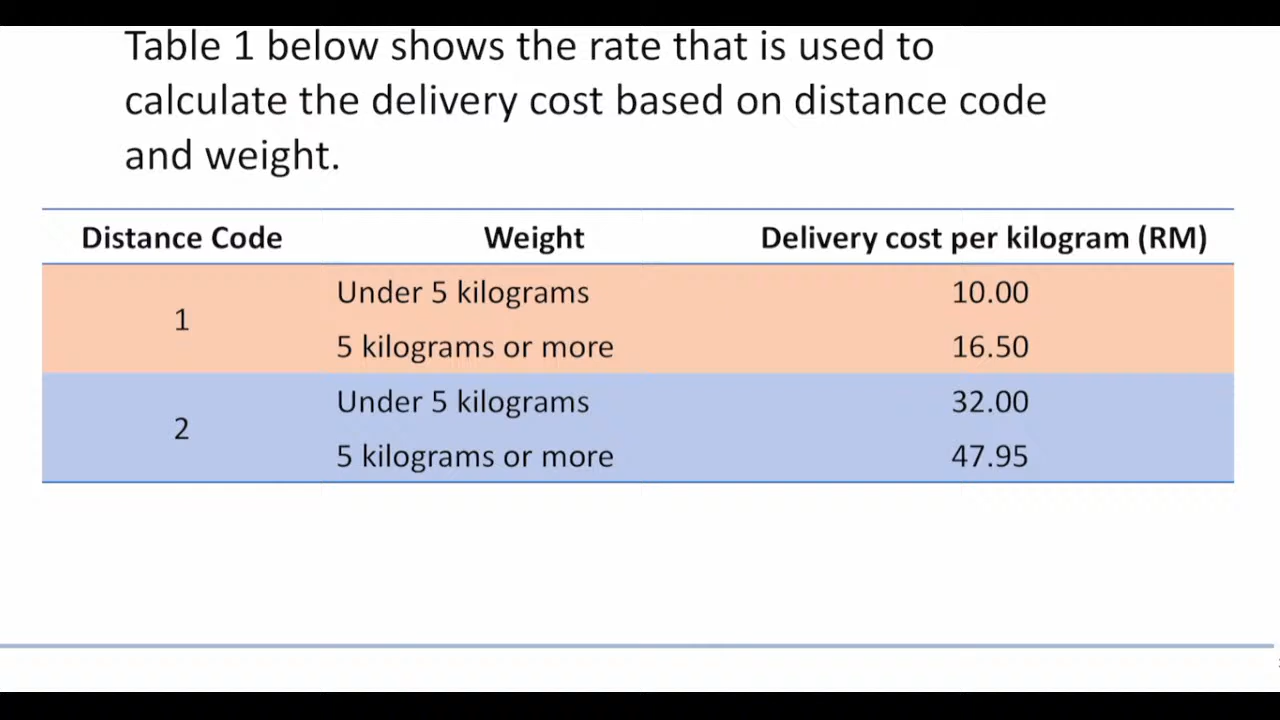 Table 1 below shows the rate that is used to
calculate the delivery cost based on distance code
and weight.
Distance Code Weight Delivery cost per kilogram (RM)
1
Under 5 kilograms 10.00
5 kilograms or more 16.50
2
Under 5 kilograms 32.00
5 kilograms or more 47.95